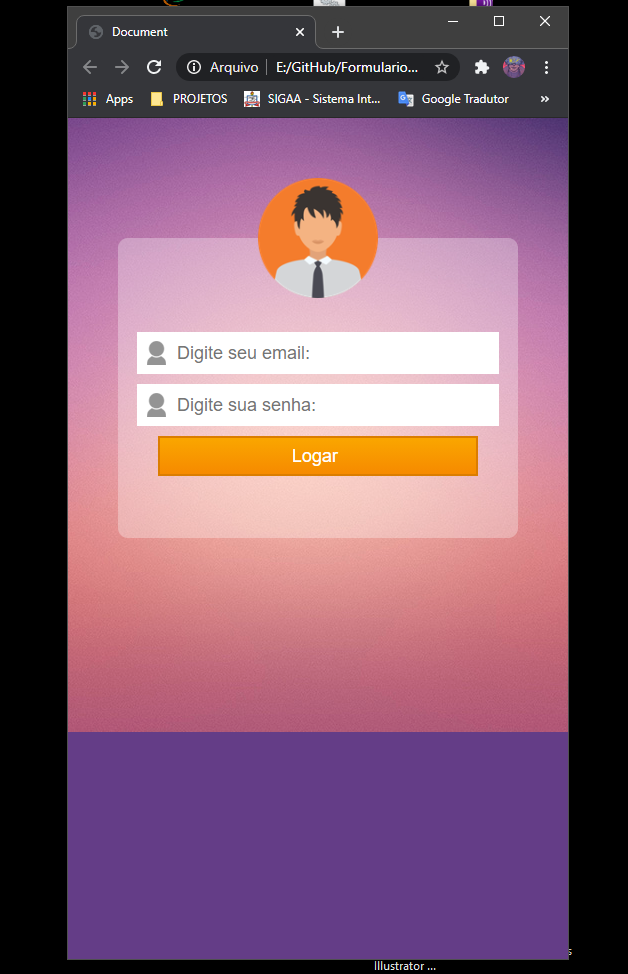 Document
Arquivo
E:/GitHub/Formulario...
Apps
PROJETOS
SIGAA - Sistema Int...
Google Tradutor
»
Digite seu email:
Digite sua senha:
Logar
s
Illustrator ...